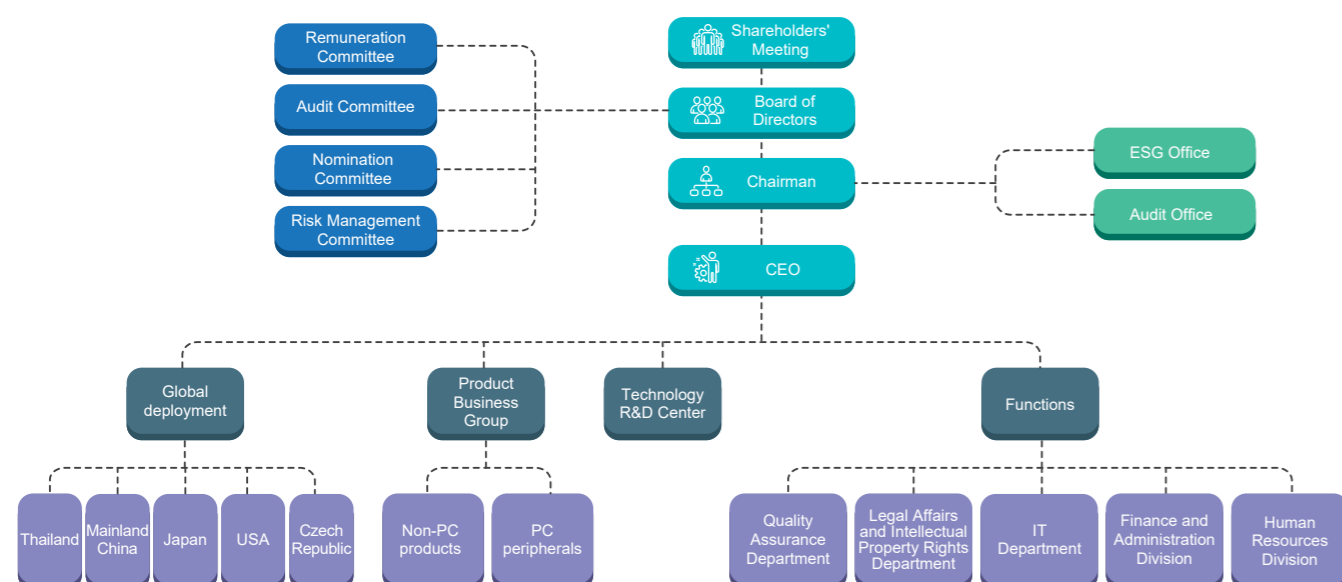 Remuneration
Committee
Audit Committee
Nomination
Committee
Risk Management
Committee
Shareholders'
Meeting
Board of
Directors
Chairman
CEO
ESG Office
Audit Office
Global
deployment
Product
Business
Group
Technology
R&D Center
Functions
Thailand
Mainland
China
Japan
USA
Czech
Republic
Non-PC
products
PC
peripherals
Quality
Assurance
Department
Legal Affairs
and Intellectual
Property Rights
Department
IT
Department
Finance and
Administration
Division
Human
Resources
Division